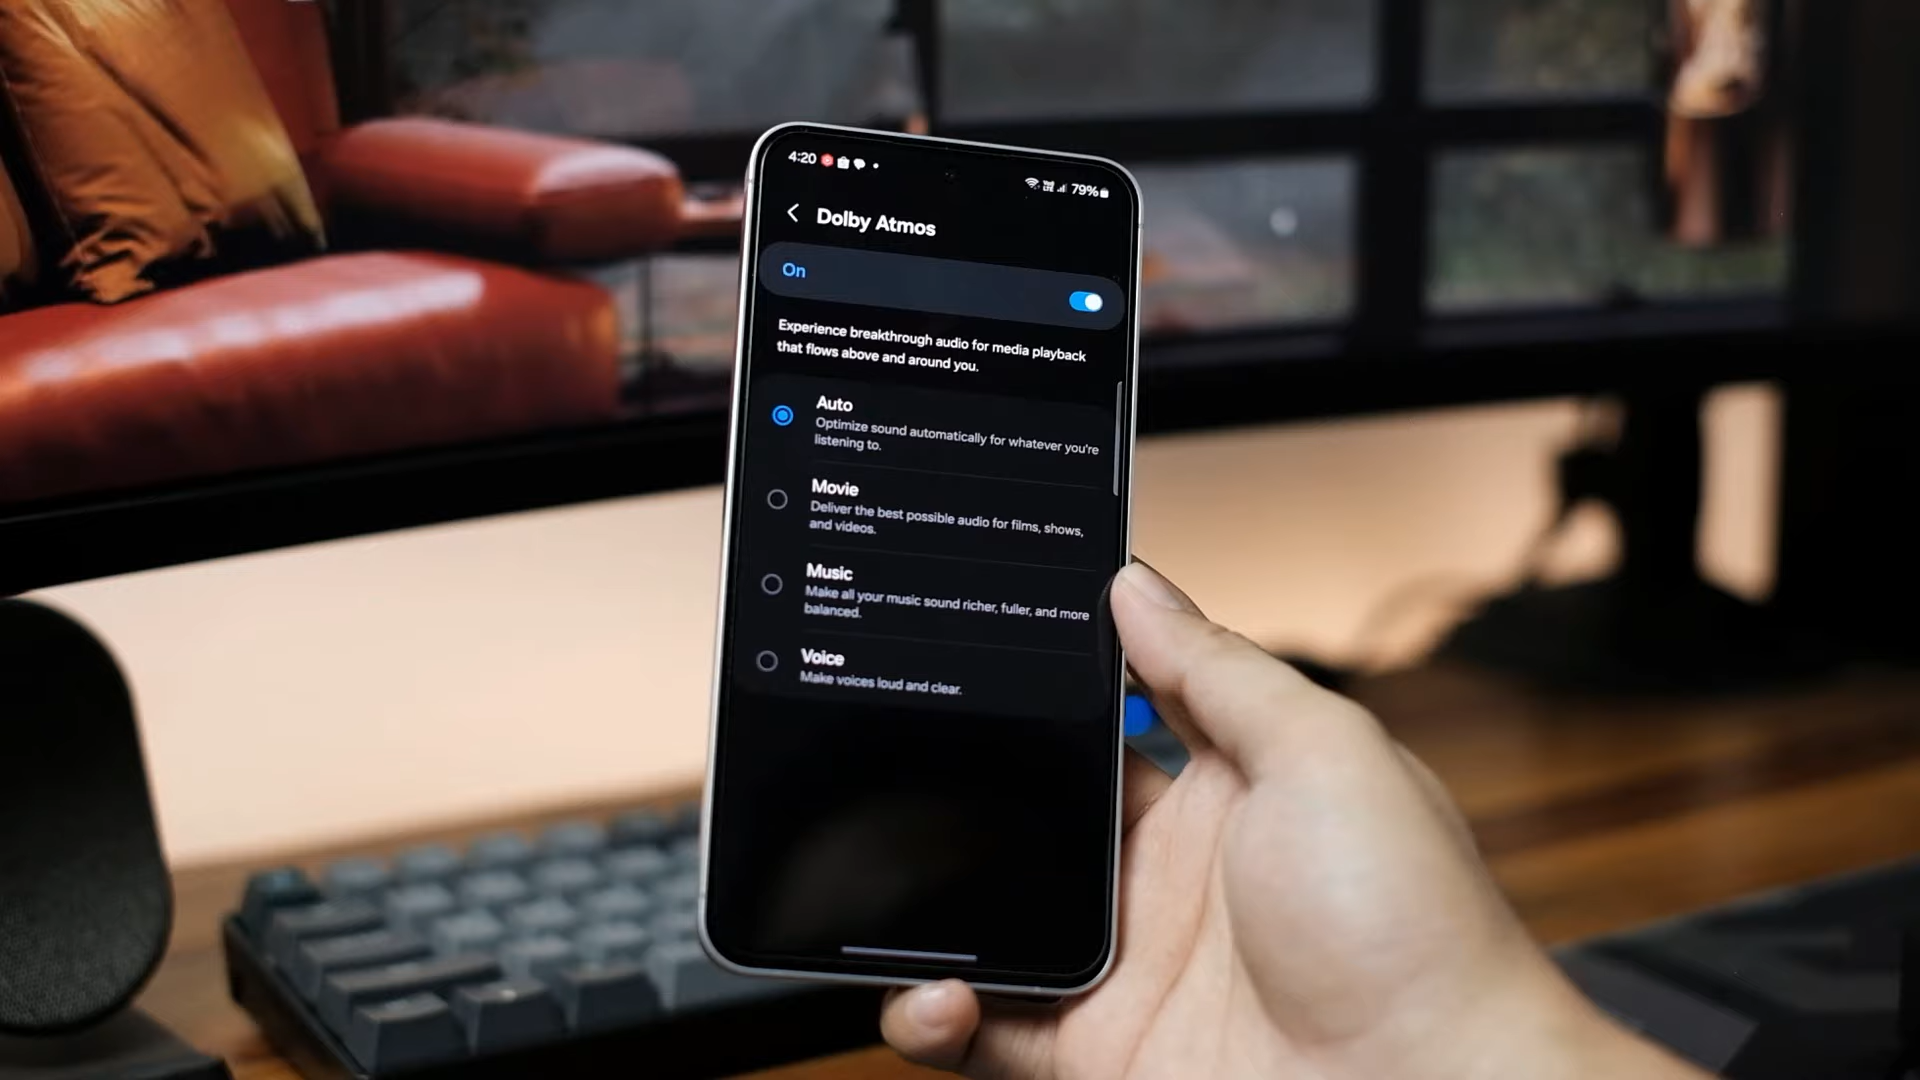 4:20
79%
Dolby Atmos
On
Experience breakthrough audio for media playback
that flows above and around you.
Auto
Optimize sound automatically for whatever you're
listening to.
Movie
Deliver the best possible audio for films, shows,
and videos.
Music
Make all your music sound richer, fuller, and more
balanced.
Voice
Make voices loud and clear.